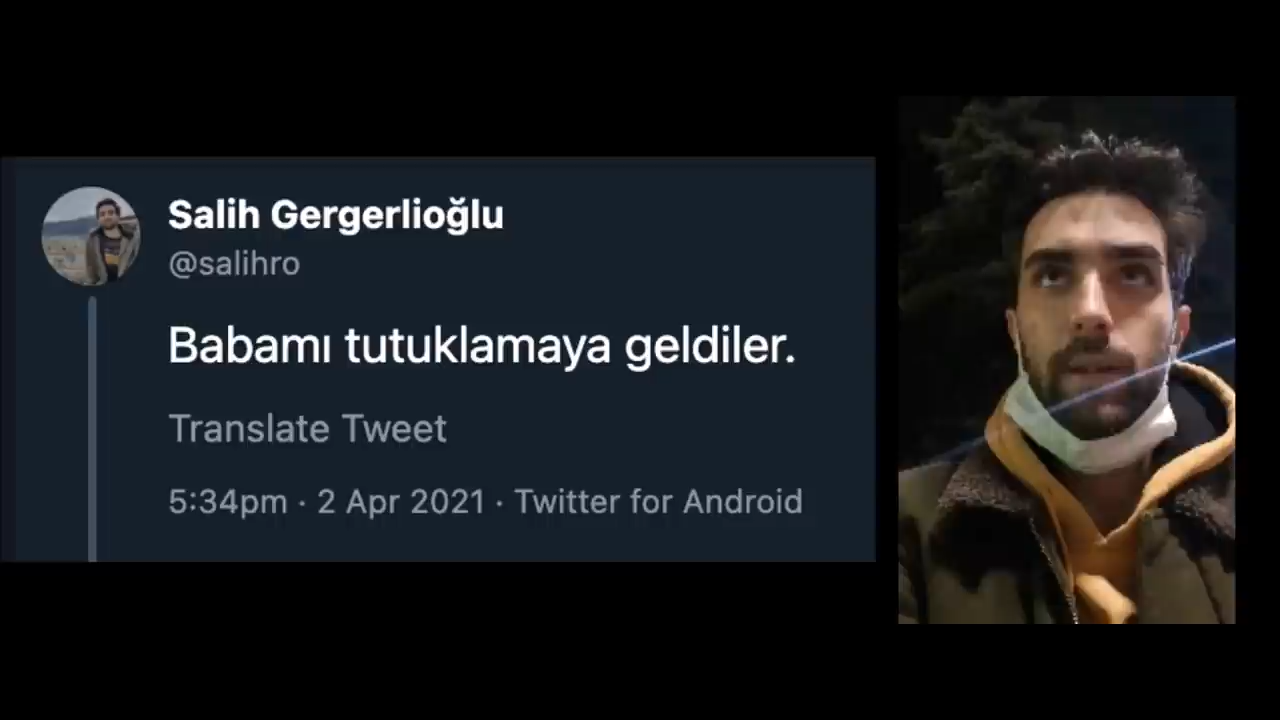 Salih Gergerlioğlu
@salihro
Babamı tutuklamaya geldiler.
Translate Tweet
5:34pm · 2 Apr 2021 · Twitter for Android